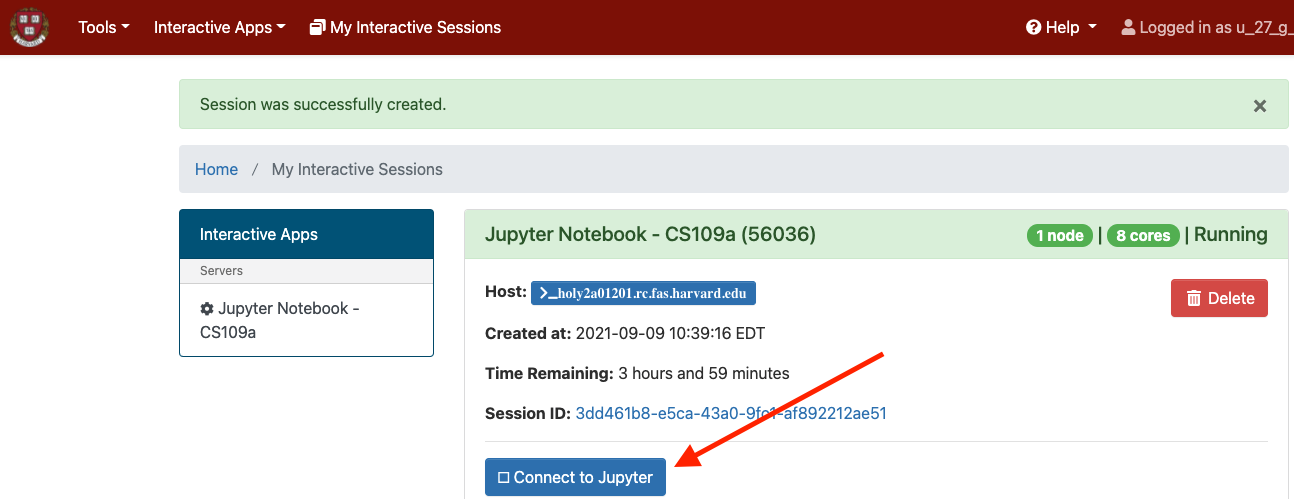 Tools Interactive Apps My Interactive Sessions Help Logged in as u_27_g_
Session was successfully created. ×
Home / My Interactive Sessions
Interactive Apps
Servers
Jupyter Notebook -
CS109a
Jupyter Notebook - CS109a (56036) 1 node | 8 cores | Running
Host: >_holy2a01201.rc.fas.harvard.edu
Delete
Created at: 2021-09-09 10:39:16 EDT
Time Remaining: 3 hours and 59 minutes
Session ID: 3dd461b8-e5ca-43a0-9fc1-af892212ae51
Connect to Jupyter